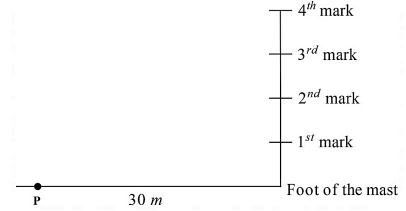 4th mark
3rd mark
2nd mark
1st mark
Foot of the mast
P
30 m